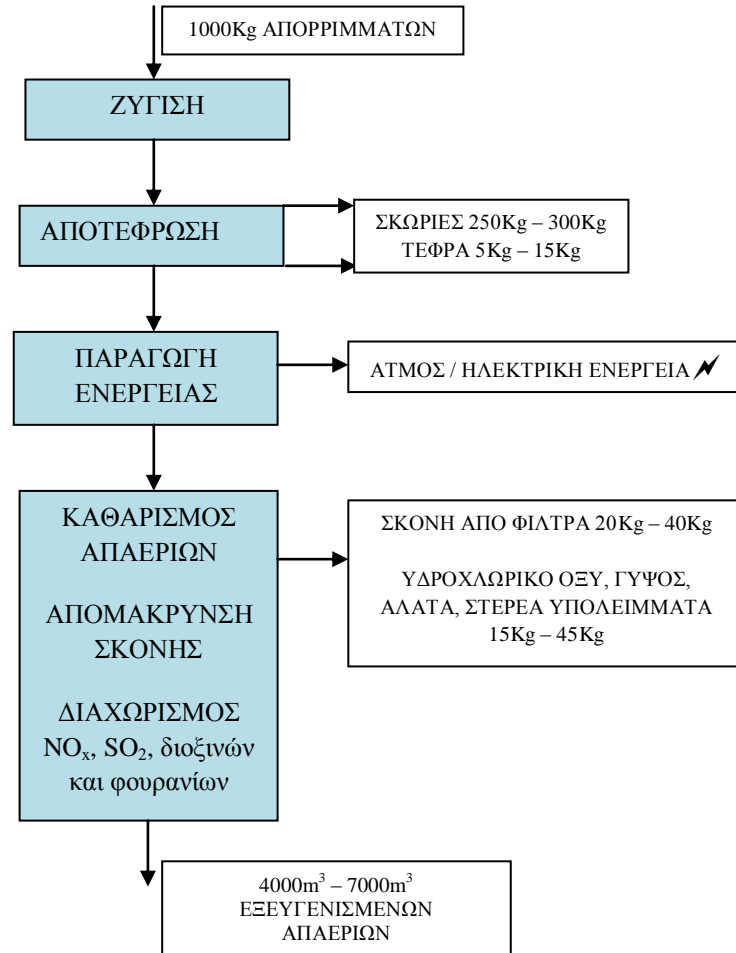 1000Kg ΑΠΟΡΡΙΜΜΑΤΩΝ
ΖΥΓΙΣΗ
ΑΠΟΤΕΦΡΩΣΗ
ΣΚΩΡΙΕΣ 250Kg – 300Kg
ΤΕΦΡΑ 5Kg – 15Kg
ΠΑΡΑΓΩΓΗ
ΕΝΕΡΓΕΙΑΣ
ΑΤΜΟΣ / ΗΛΕΚΤΡΙΚΗ ΕΝΕΡΓΕΙΑ
ΚΑΘΑΡΙΣΜΟΣ
ΑΠΑΕΡΙΩΝ
ΑΠΟΜΑΚΡΥΝΣΗ
ΣΚΟΝΗΣ
ΔΙΑΧΩΡΙΣΜΟΣ
NOx, SO2, διοξινών
και φουρανίων
ΣΚΟΝΗ ΑΠΟ ΦΙΛΤΡΑ 20Kg – 40Kg
ΥΔΡΟΧΛΩΡΙΚΟ ΟΞΥ, ΓΥΨΟΣ,
ΑΛΑΤΑ, ΣΤΕΡΕΑ ΥΠΟΛΕΙΜΜΑΤΑ
15Kg – 45Kg
4000m³ – 7000m³
ΕΞΕΥΓΕΝΙΣΜΕΝΩΝ
ΑΠΑΕΡΙΩΝ